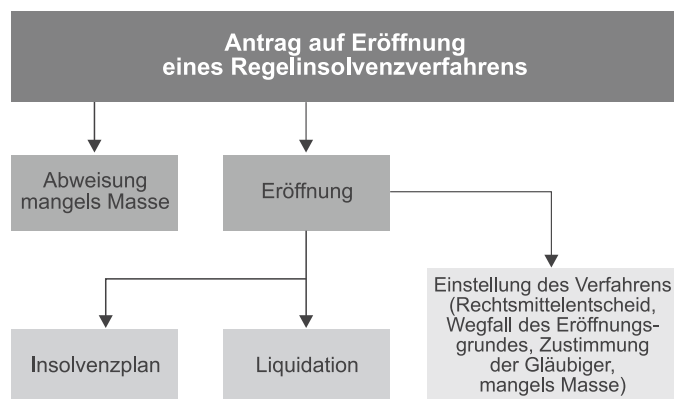 Antrag auf Eröffnung
eines Regelinsolvenzverfahrens
Abweisung
mangels Masse
Eröffnung
Einstellung des Verfahrens
(Rechtsmittelentscheid,
Wegfall des Eröffnungs-
grundes, Zustimmung
der Gläubiger,
mangels Masse)
Insolvenzplan
Liquidation